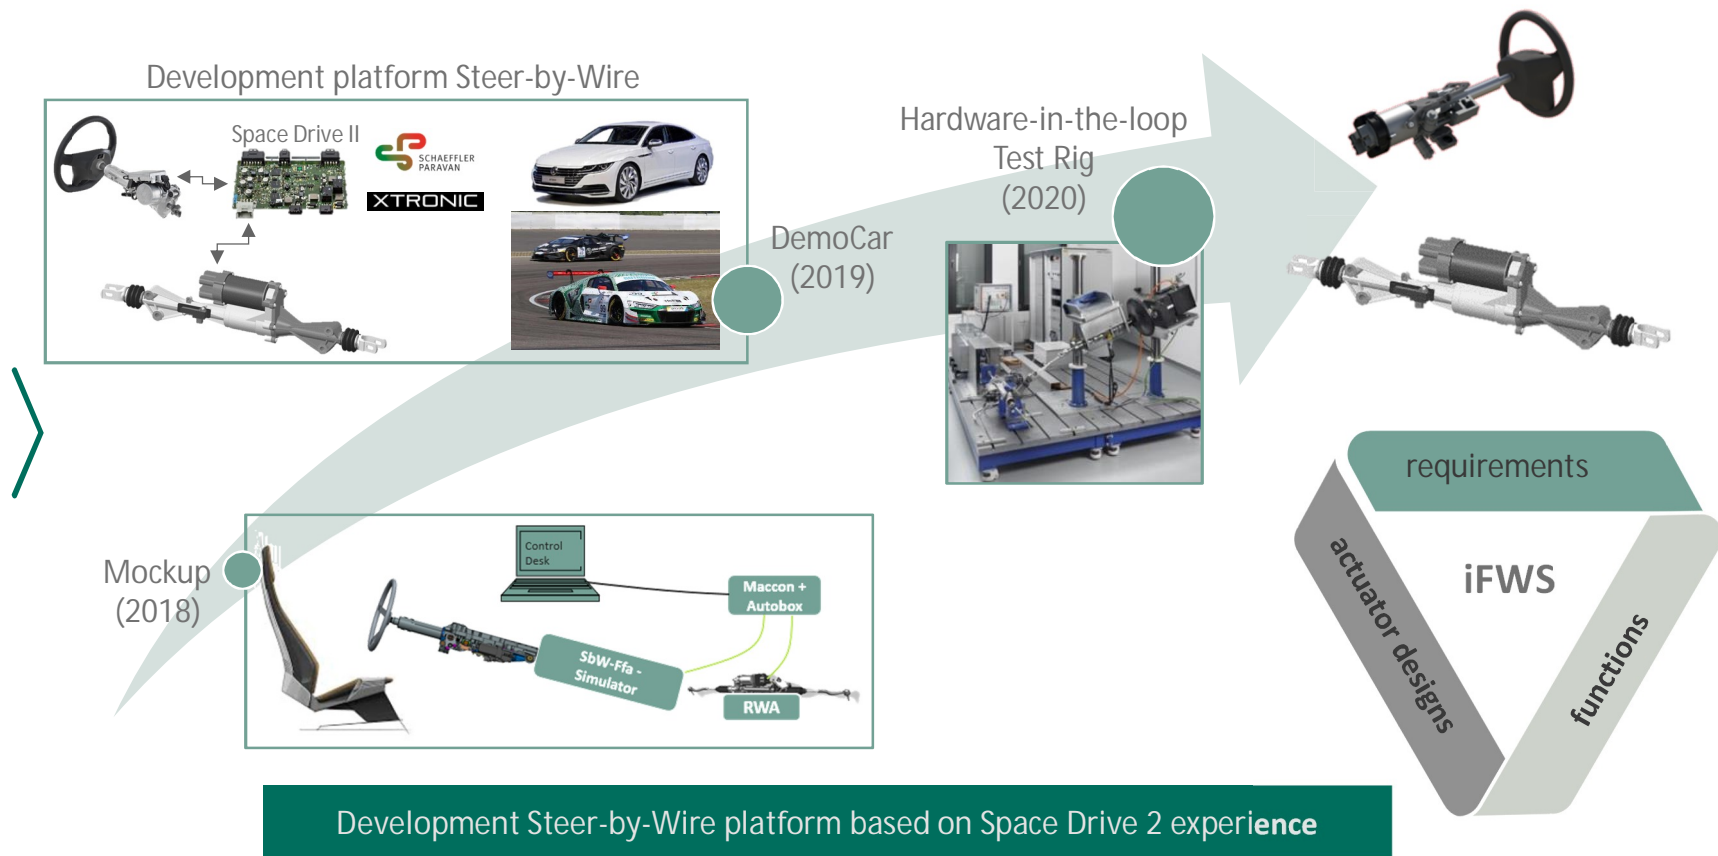 Development platform Steer-by-Wire
Space Drive II
SCHAEFFLER
PARAVAN
XTRONIC
DemoCar
(2019)
Hardware-in-the-loop
Test Rig
(2020)
Mockup
(2018)
Control
Desk
Maccon +
Autobox
SbW-Ffa -
Simulator
RWA
requirements
iFWS
actuator designs
functions
Development Steer-by-Wire platform based on Space Drive 2 experience